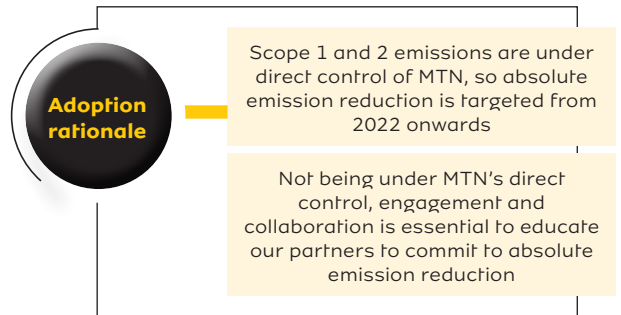 Adoption
rationale
Scope 1 and 2 emissions are under
direct control of MTN, so absolute
emission reduction is targeted from
2022 onwards
Not being under MTN’s direct
control, engagement and
collaboration is essential to educate
our partners to commit to absolute
emission reduction